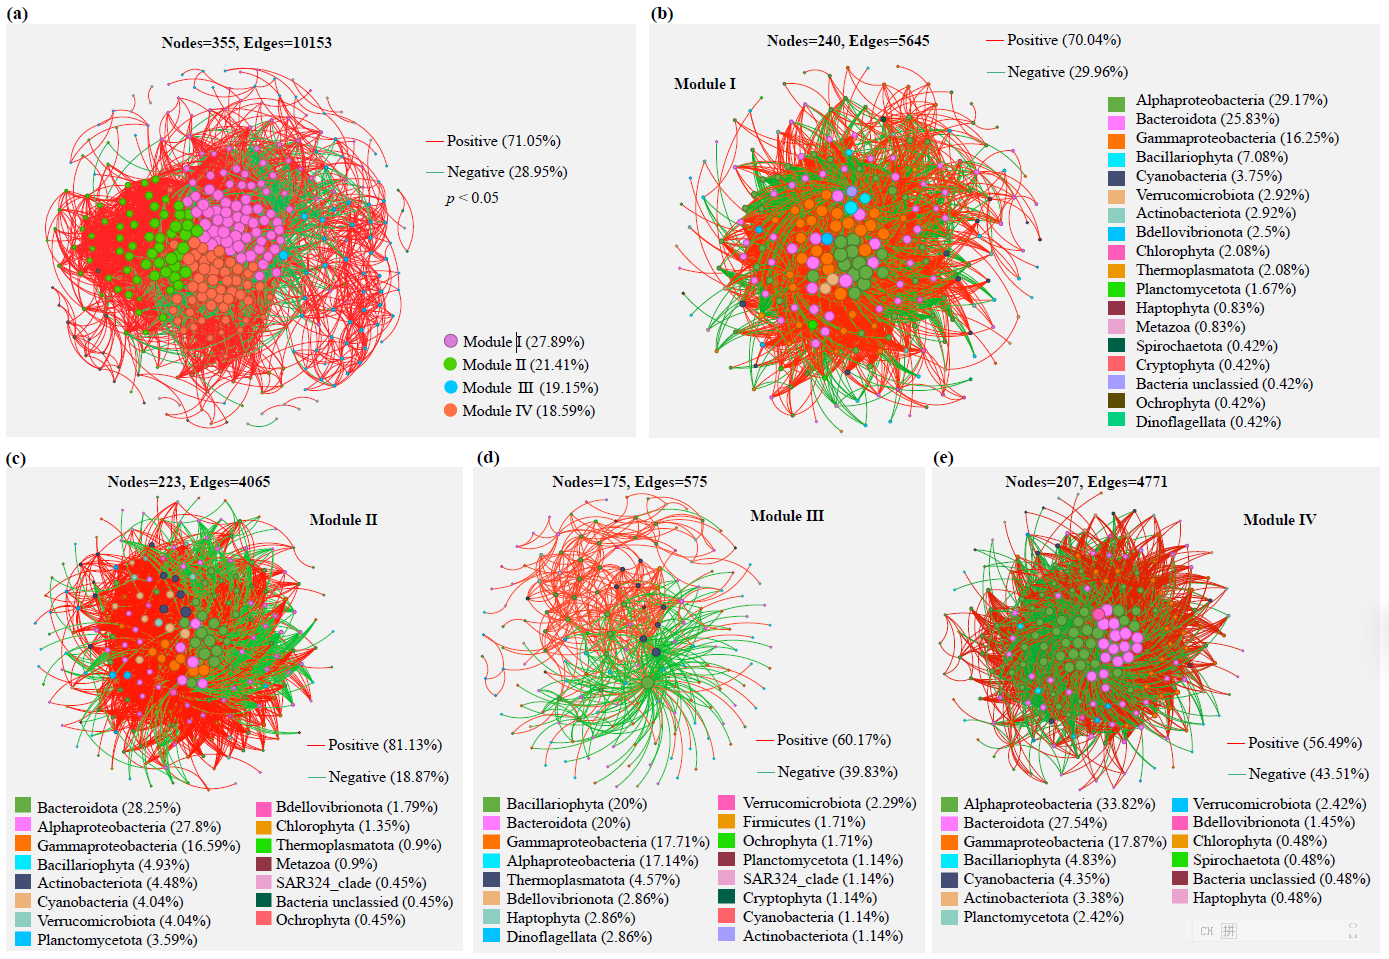 (a)
Nodes=355, Edges=10153
Positive (71.05%)
Negative (28.95%)
p < 0.05
Module I (27.89%)
Module II (21.41%)
Module III (19.15%)
Module IV (18.59%)
(b)
Nodes=240, Edges=5645
Module I
Positive (70.04%)
Negative (29.96%)
Alphaproteobacteria (29.17%)
Bacteroidota (25.83%)
Gammaproteobacteria (16.25%)
Bacillariophyta (7.08%)
Cyanobacteria (3.75%)
Verrucomicrobiota (2.92%)
Actinobacteriota (2.92%)
Bdellovibrionota (2.5%)
Chlorophyta (2.08%)
Thermoplasmatota (2.08%)
Planctomycetota (1.67%)
Haptophyta (0.83%)
Metazoa (0.83%)
Spirochaetota (0.42%)
Cryptophyta (0.42%)
Bacteria unclassied (0.42%)
Ochrophyta (0.42%)
Dinoflagellata (0.42%)
(c)
Nodes=223, Edges=4065
Module II
Positive (81.13%)
Negative (18.87%)
Bacteroidota (28.25%)
Alphaproteobacteria (27.8%)
Gammaproteobacteria (16.59%)
Bacillariophyta (4.93%)
Actinobacteriota (4.48%)
Cyanobacteria (4.04%)
Verrucomicrobiota (4.04%)
Planctomycetota (3.59%)
Bdellovibrionota (1.79%)
Chlorophyta (1.35%)
Thermoplasmatota (0.9%)
Metazoa (0.9%)
SAR324_clade (0.45%)
Bacteria unclassied (0.45%)
Ochrophyta (0.45%)
(d)
Nodes=175, Edges=575
Module III
Positive (60.17%)
Negative (39.83%)
Bacillariophyta (20%)
Bacteroidota (20%)
Gammaproteobacteria (17.71%)
Alphaproteobacteria (17.14%)
Thermoplasmatota (4.57%)
Bdellovibrionota (2.86%)
Haptophyta (2.86%)
Dinoflagellata (2.86%)
Verrucomicrobiota (2.29%)
Firmicutes (1.71%)
Ochrophyta (1.71%)
Planctomycetota (1.14%)
SAR324_clade (1.14%)
Cryptophyta (1.14%)
Cyanobacteria (1.14%)
Actinobacteriota (1.14%)
(e)
Nodes=207, Edges=4771
Module IV
Positive (56.49%)
Negative (43.51%)
Alphaproteobacteria (33.82%)
Bacteroidota (27.54%)
Gammaproteobacteria (17.87%)
Bacillariophyta (4.83%)
Cyanobacteria (4.35%)
Actinobacteriota (3.38%)
Planctomycetota (2.42%)
Verrucomicrobiota (2.42%)
Bdellovibrionota (1.45%)
Chlorophyta (0.48%)
Spirochaetota (0.48%)
Bacteria unclassied (0.48%)
Haptophyta (0.48%)
CH 拼